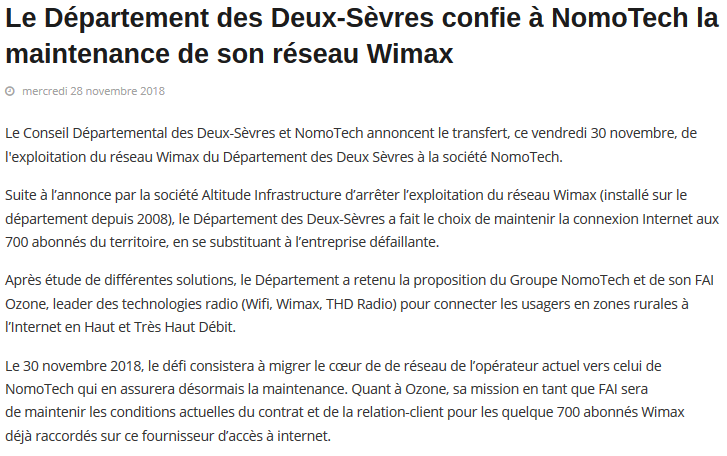 Le Département des Deux-Sèvres confie à NomoTech la
maintenance de son réseau Wimax
mercredi 28 novembre 2018
Le Conseil Départemental des Deux-Sèvres et NomoTech annoncent le transfert, ce vendredi 30 novembre, de
l'exploitation du réseau Wimax du Département des Deux Sèvres à la société NomoTech.
Suite à l’annonce par la société Altitude Infrastructure d’arrêter l’exploitation du réseau Wimax (installé sur le
département depuis 2008), le Département des Deux-Sèvres a fait le choix de maintenir la connexion Internet aux
700 abonnés du territoire, en se substituant à l’entreprise défaillante.
Après étude de différentes solutions, le Département a retenu la proposition du Groupe NomoTech et de son FAI
Ozone, leader des technologies radio (Wifi, Wimax, THD Radio) pour connecter les usagers en zones rurales à
l’Internet en Haut et Très Haut Débit.
Le 30 novembre 2018, le défi consistera à migrer le cœur de de réseau de l’opérateur actuel vers celui de
NomoTech qui en assurera désormais la maintenance. Quant à Ozone, sa mission en tant que FAI sera
de maintenir les conditions actuelles du contrat et de la relation-client pour les quelque 700 abonnés Wimax
déjà raccordés sur ce fournisseur d’accès à internet.